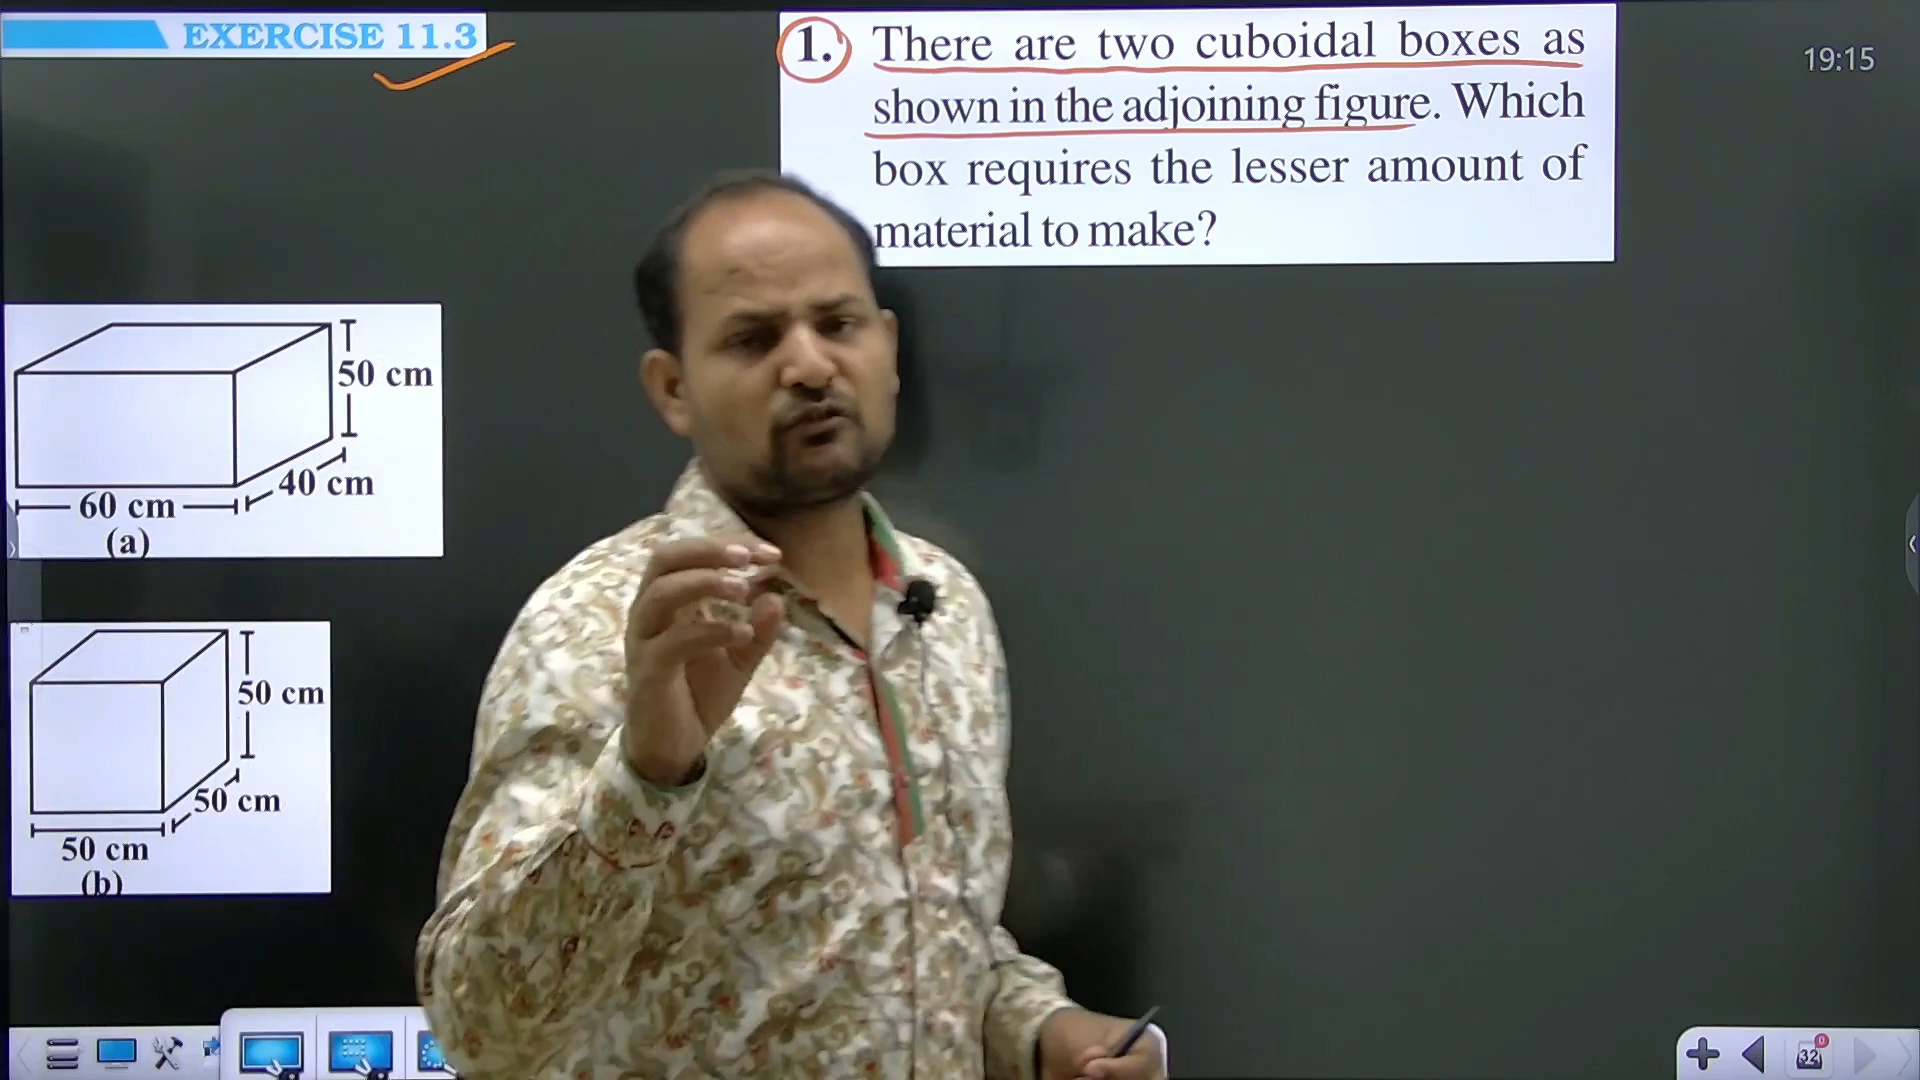 EXERCISE 11.3
1. There are two cuboidal boxes as
shown in the adjoining figure. Which
box requires the lesser amount of
material to make?
19:15
50 cm
40 cm
60 cm
(a)
50 cm
50 cm
50 cm
(b)
32
0